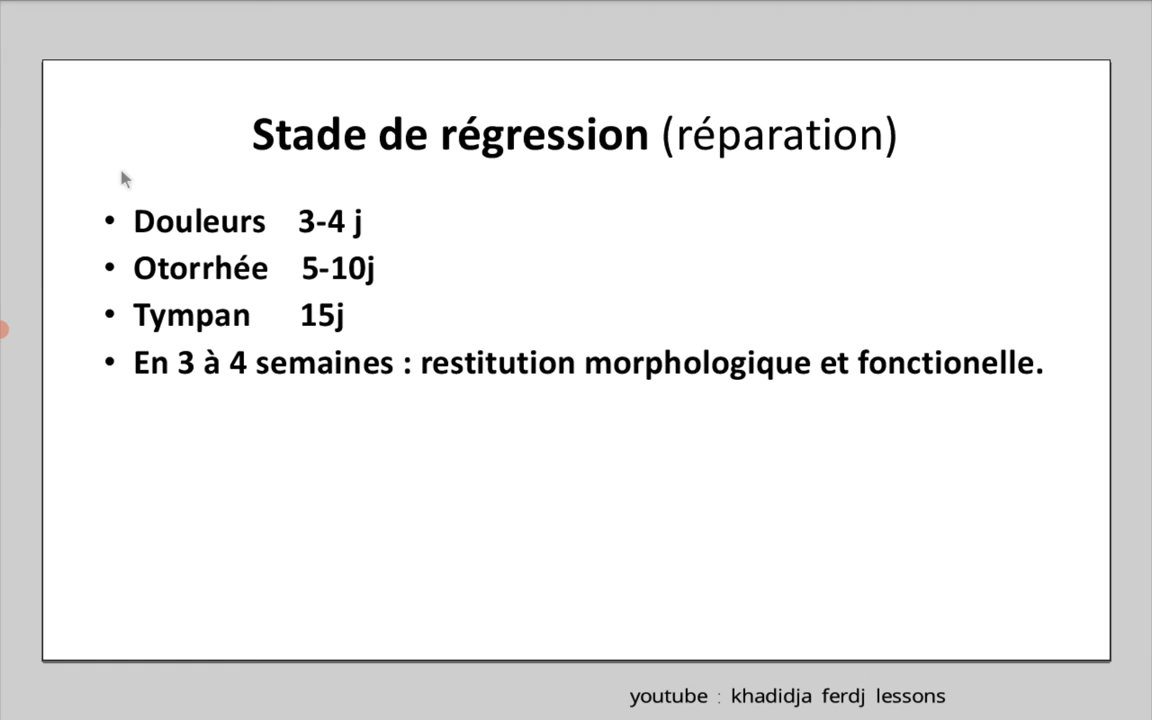 Stade de régression (réparation)
• Douleurs 3-4 j
• Otorrhée 5-10j
• Tympan 15j
• En 3 à 4 semaines : restitution morphologique et fonctionelle.
youtube : khadidja ferdj lessons